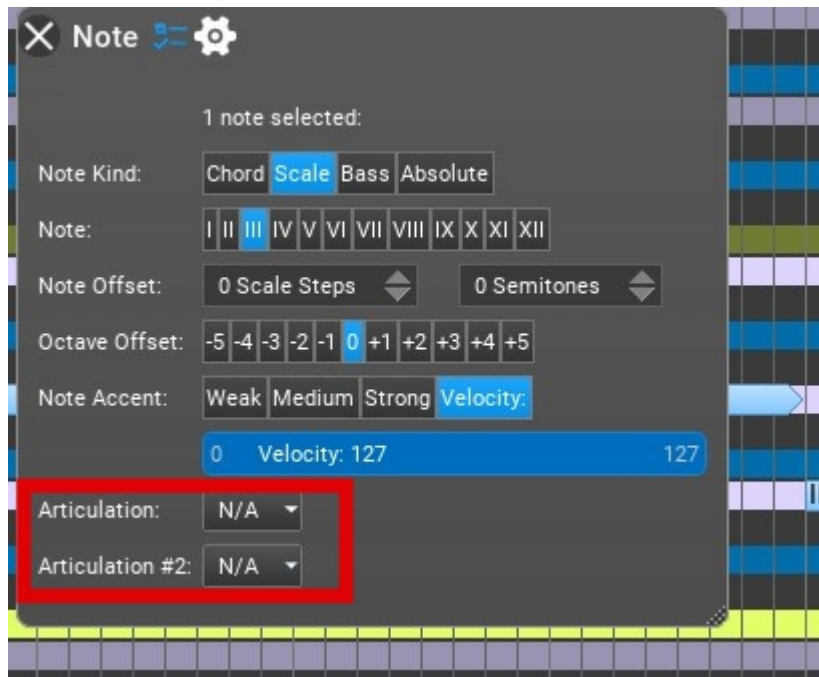 Note
1 note selected:
Note Kind: Chord Scale Bass Absolute
Note: I II III IV V VI VII VIII IX X XI XII
Note Offset: 0 Scale Steps 0 Semitones
Octave Offset: -5 -4 -3 -2 -1 0 +1 +2 +3 +4 +5
Note Accent: Weak Medium Strong Velocity:
0 Velocity: 127 127
Articulation: N/A
Articulation #2: N/A